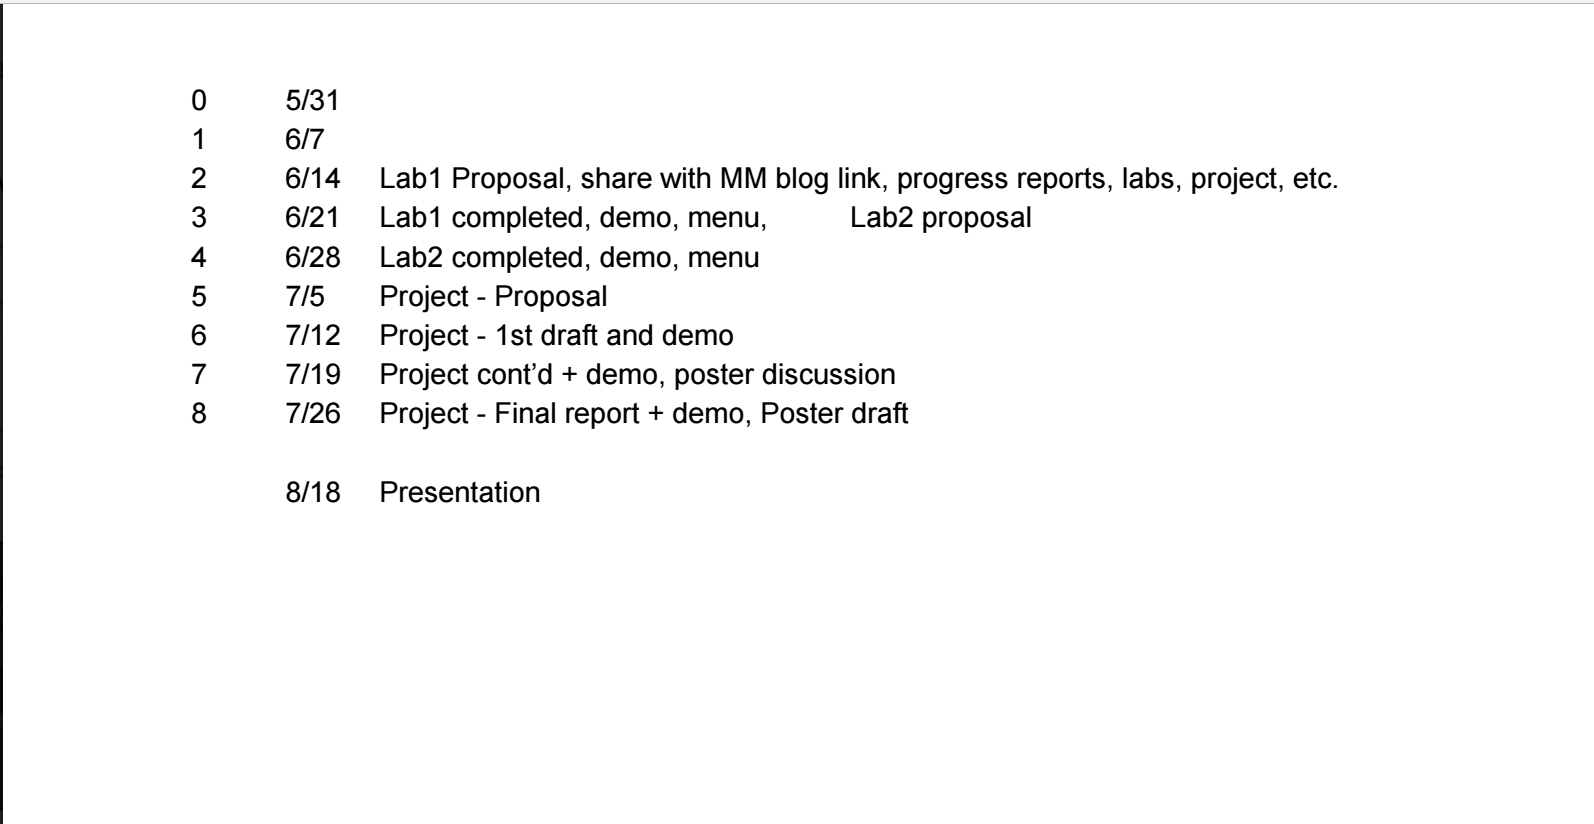 0 5/31
1 6/7
2 6/14 Lab1 Proposal, share with MM blog link, progress reports, labs, project, etc.
3 6/21 Lab1 completed, demo, menu, Lab2 proposal
4 6/28 Lab2 completed, demo, menu
5 7/5 Project - Proposal
6 7/12 Project - 1st draft and demo
7 7/19 Project cont’d + demo, poster discussion
8 7/26 Project - Final report + demo, Poster draft
8/18 Presentation